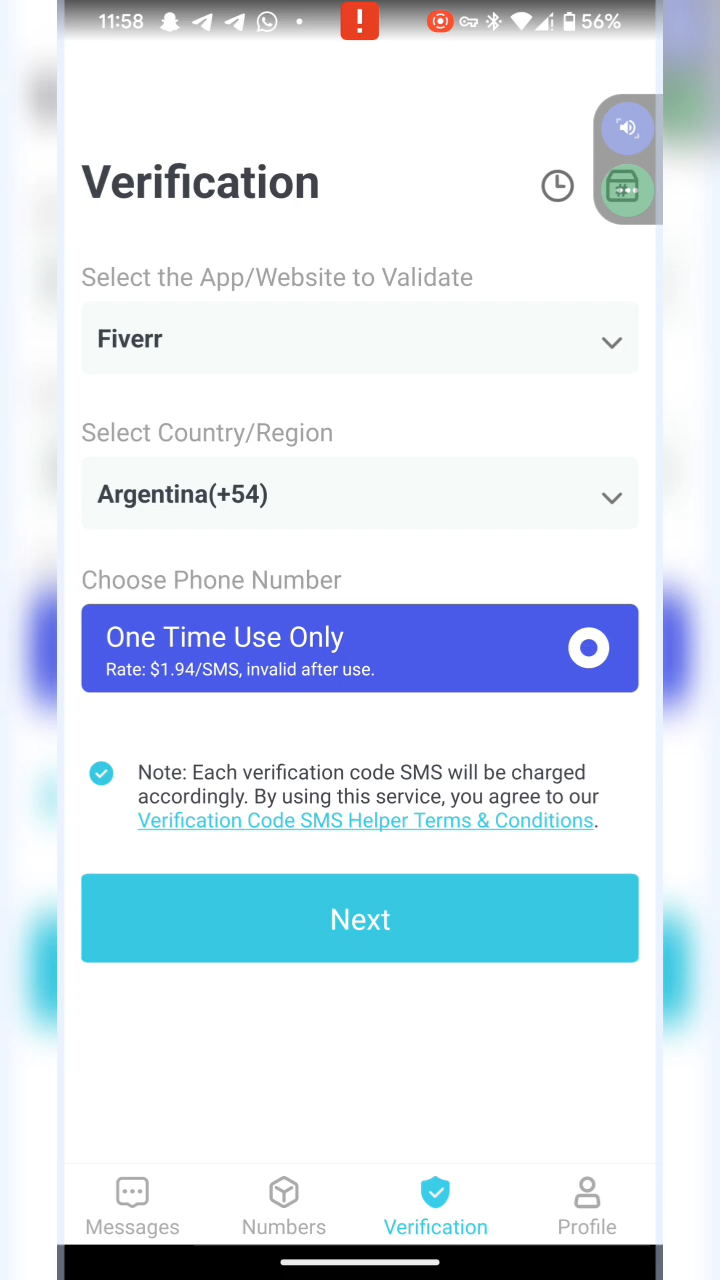 11:58
56%
Verification
Select the App/Website to Validate
Fiverr
Select Country/Region
Argentina(+54)
Choose Phone Number
One Time Use Only
Rate: $1.94/SMS, invalid after use.
Note: Each verification code SMS will be charged
accordingly. By using this service, you agree to our
Verification Code SMS Helper Terms & Conditions.
Next
Messages
Numbers
Verification
Profile